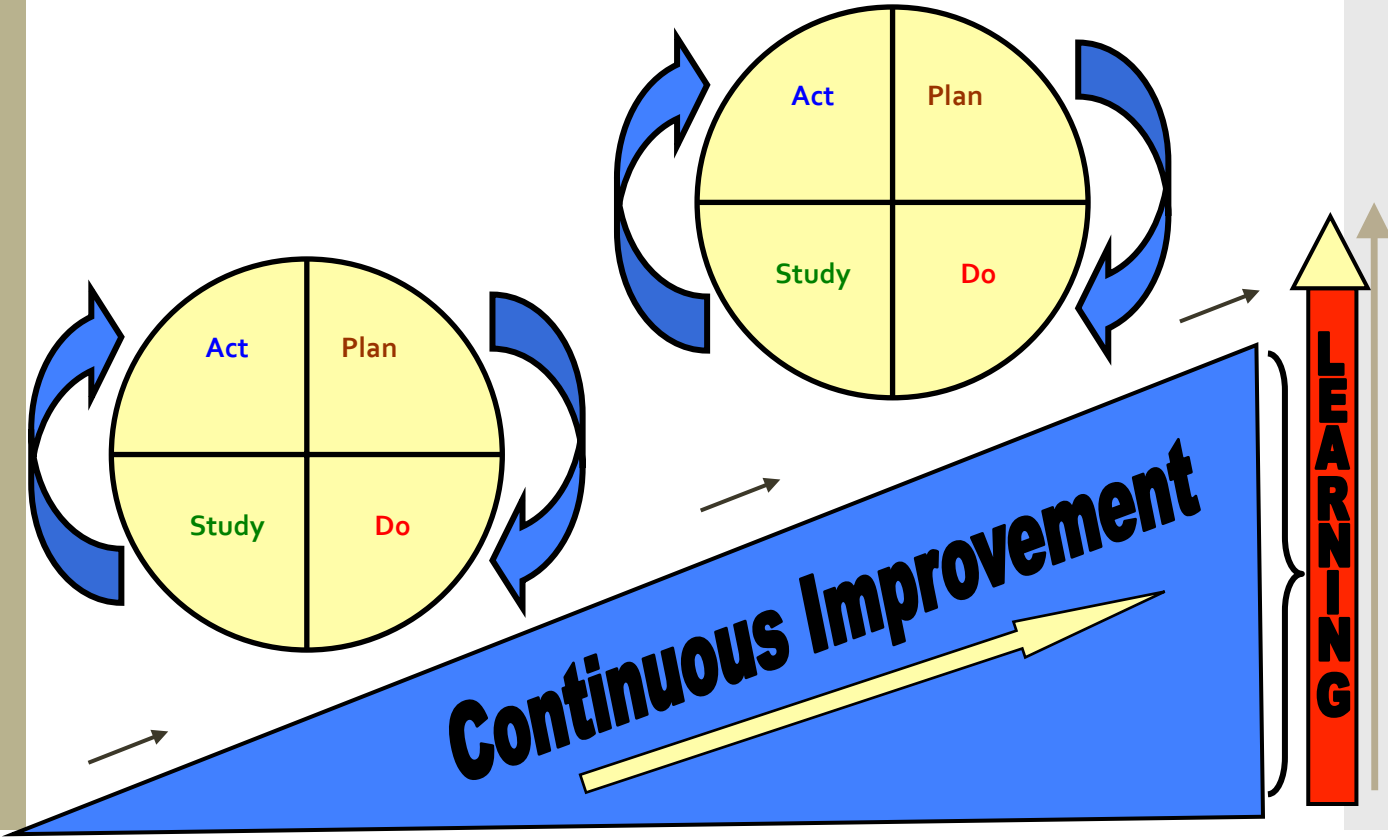 Act Plan
Study Do
Act Plan
Study Do
Continuous Improvement
LEARNING